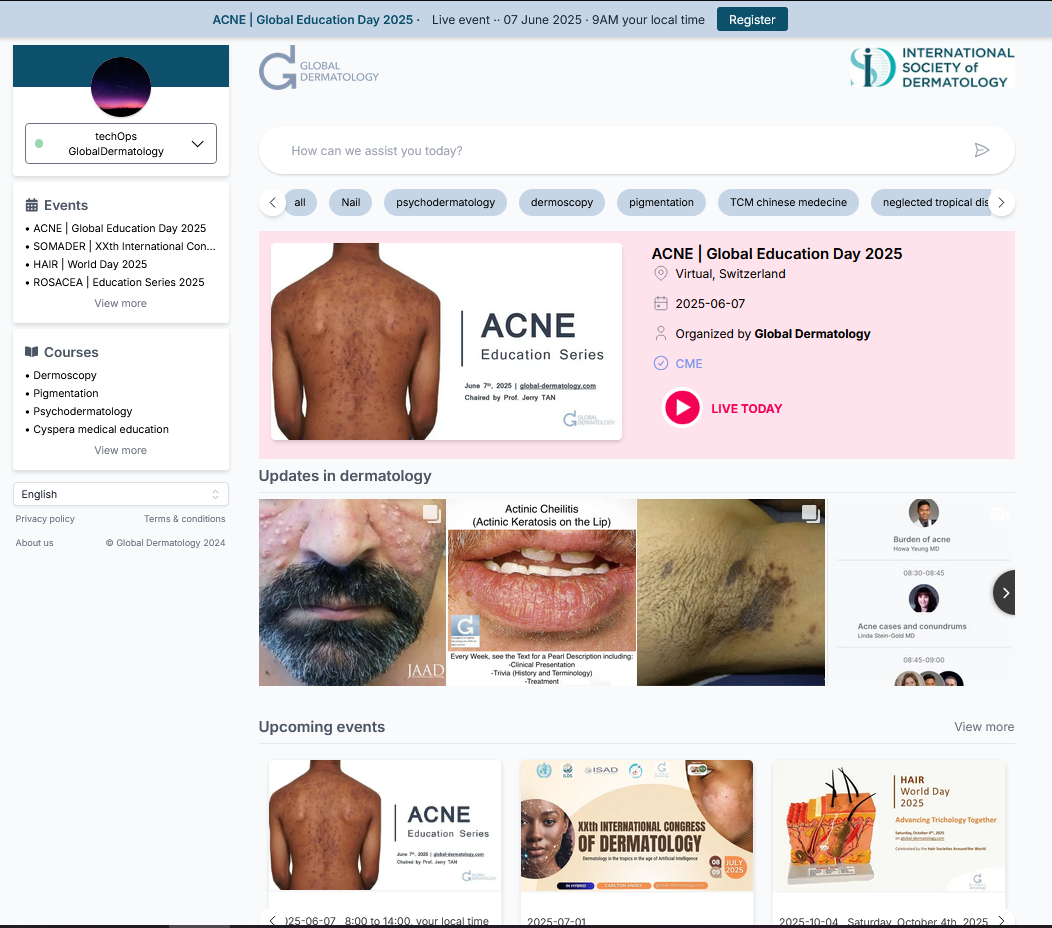 ACNE | Global Education Day 2025 · Live event ·· 07 June 2025 · 9AM your local time Register
GLOBAL
DERMATOLOGY
INTERNATIONAL
SOCIETY of
DERMATOLOGY
techOps
GlobalDermatology
Events
• ACNE | Global Education Day 2025
• SOMADER | XXth International Con...
• HAIR | World Day 2025
• ROSACEA | Education Series 2025
View more
Courses
• Dermoscopy
• Pigmentation
• Psychodermatology
• Cyspera medical education
View more
English
Privacy policy Terms & conditions
About us © Global Dermatology 2024
How can we assist you today?
all Nail psychodermatology dermoscopy pigmentation TCM chinese medecine neglected tropical dis
ACNE
Education Series
June 7th, 2025 | global-dermatology.com
Chaired by Prof. Jerry TAN
GLOBAL
DERMATOLOGY
ACNE | Global Education Day 2025
Virtual, Switzerland
2025-06-07
Organized by Global Dermatology
CME
LIVE TODAY
Updates in dermatology
JAAD
Actinic Cheilitis
(Actinic Keratosis on the Lip)
Every Week, see the Text for a Pearl Description including:
-Clinical Presentation
-Trivia (History and Terminology)
-Treatment
Burden of acne
Howa Yeung MD
08:30-08:45
Acne cases and conundrums
Linda Stein-Gold MD
08:45-09:00
Upcoming events View more
ACNE
Education Series
June 7th, 2025 | global-dermatology.com
Chaired by Prof. Jerry TAN
ILDS
ISAD
XXth INTERNATIONAL CONGRESS
OF DERMATOLOGY
Dermatology in the tropics in the age of Artificial Intelligence
08
09
JULY
2025
IN HYBRID
HAIR
World Day
2025
Advancing Trichology Together
Saturday, October 4th, 2025
on global-dermatology.com
Celebrated by the Hair Societies Around the World
25-06-07 8:00 to 14:00, your local time
2025-07-01
2025-10-04 Saturday, October 4th, 2025